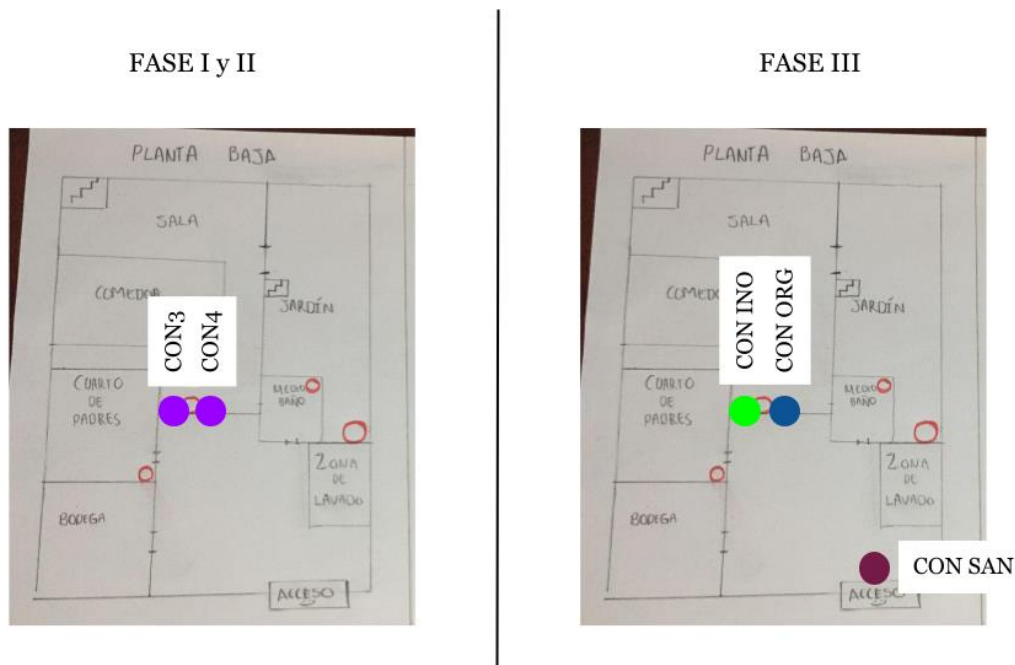 FASE I y II
PLANTA BAJA
SALA
COMEDOR
JARDÍN
CON3
CON4
CUARTO
DE
PADRES
MEDIO
BAÑO
ZONA
DE
LAVADO
BODEGA
ACCESO
FASE III
PLANTA BAJA
SALA
CON INO
CON ORG
JARDÍN
CUARTO
DE
PADRES
MEDIO
BAÑO
ZONA
DE
LAVADO
BODEGA
CON SAN
ACCESO